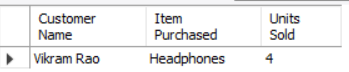 Customer Name Item Purchased Units Sold
Vikram Rao Headphones 4